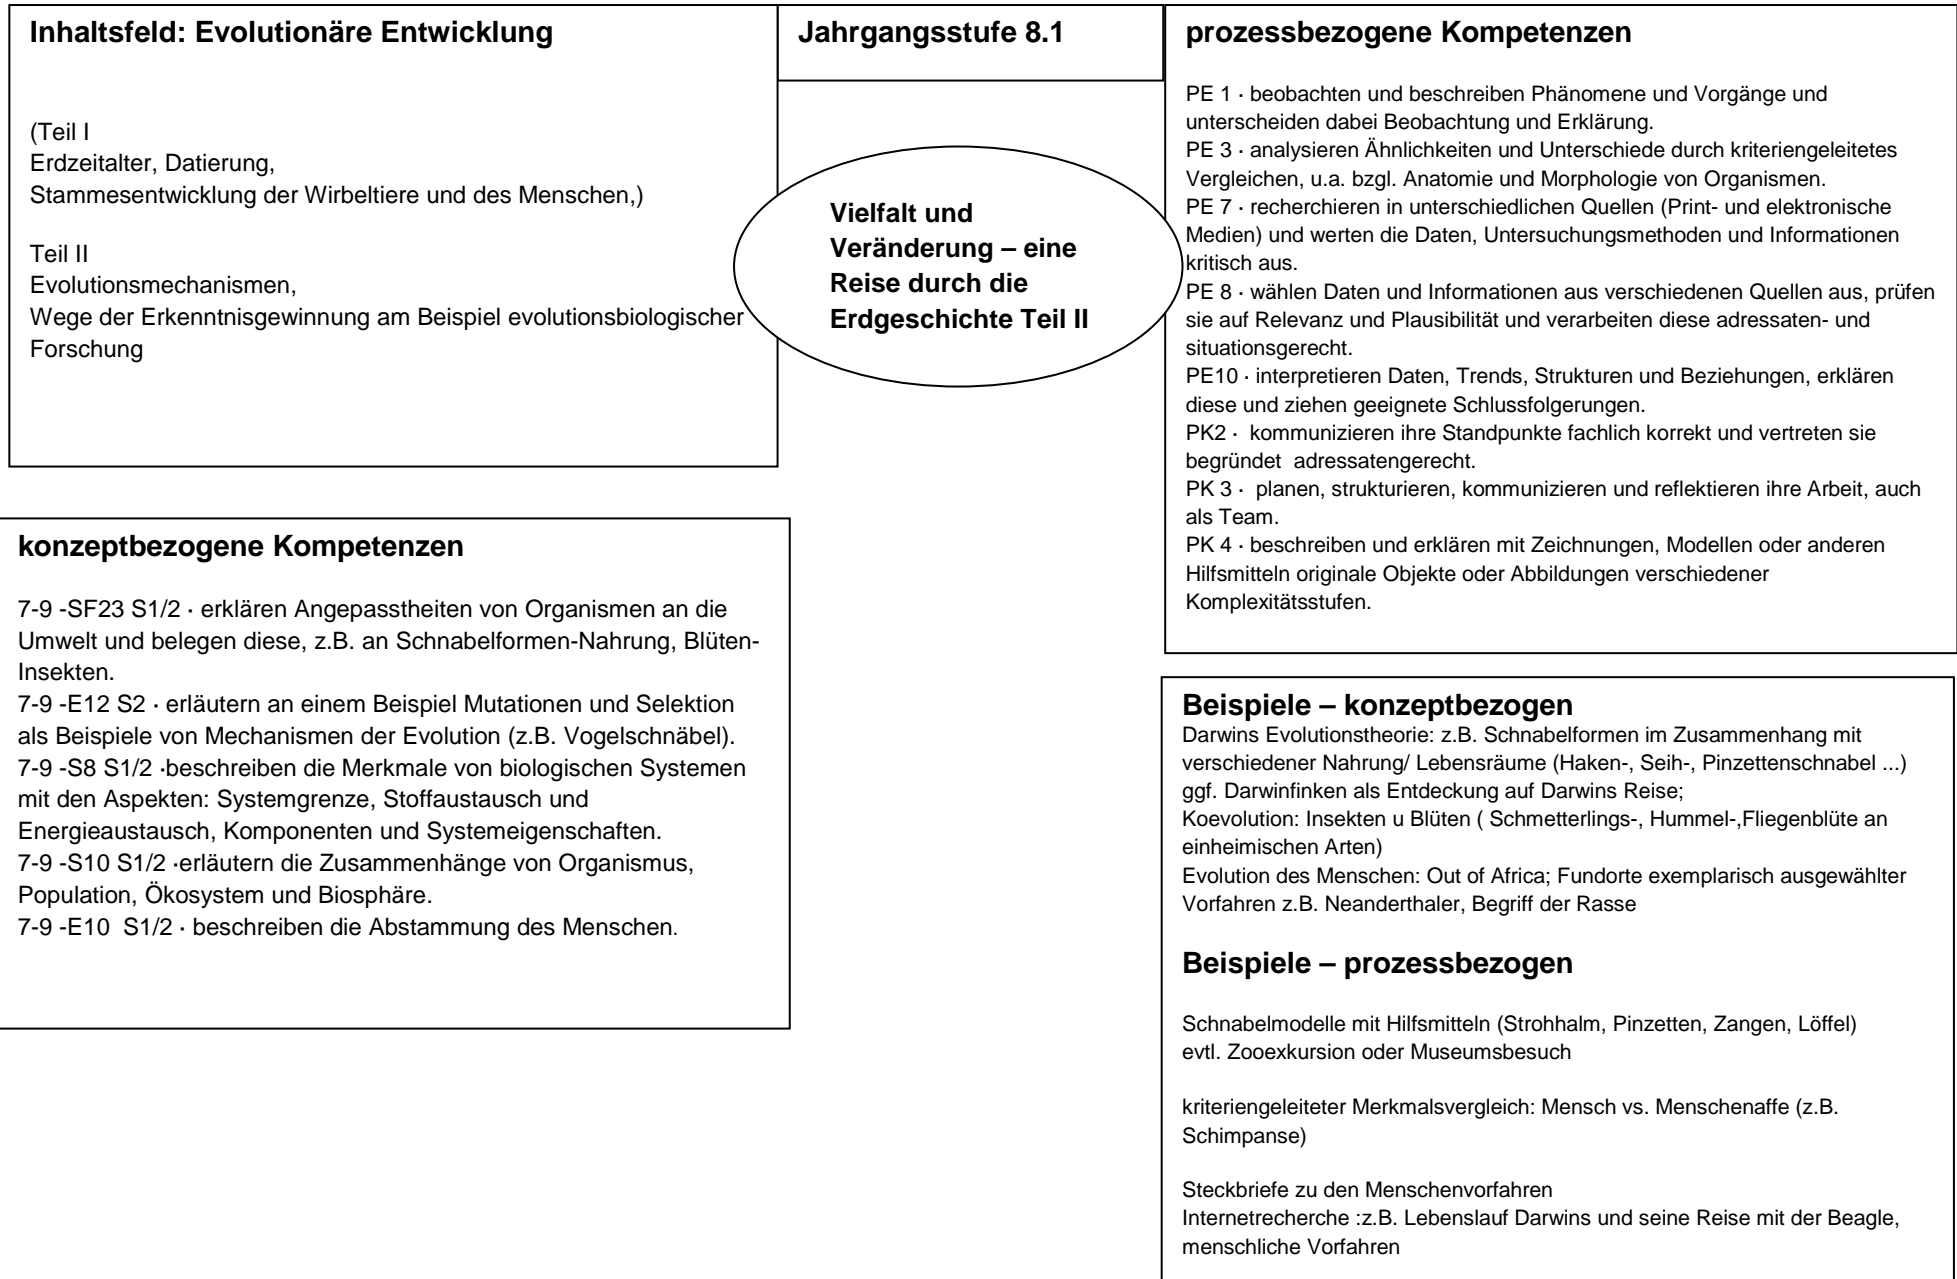 Inhaltsfeld: Evolutionäre Entwicklung
(Teil I
Erdzeitalter, Datierung,
Stammesentwicklung der Wirbeltiere und des Menschen,)
Teil II
Evolutionsmechanismen,
Wege der Erkenntnisgewinnung am Beispiel evolutionsbiologischer
Forschung
Jahrgangsstufe 8.1
Vielfalt und
Veränderung – eine
Reise durch die
Erdgeschichte Teil II
prozessbezogene Kompetenzen
PE 1 · beobachten und beschreiben Phänomene und Vorgänge und
unterscheiden dabei Beobachtung und Erklärung.
PE 3 · analysieren Ähnlichkeiten und Unterschiede durch kriteriengeleitetes
Vergleichen, u.a. bzgl. Anatomie und Morphologie von Organismen.
PE 7 · recherchieren in unterschiedlichen Quellen (Print- und elektronische
Medien) und werten die Daten, Untersuchungsmethoden und Informationen
kritisch aus.
PE 8 · wählen Daten und Informationen aus verschiedenen Quellen aus, prüfen
sie auf Relevanz und Plausibilität und verarbeiten diese adressaten- und
situationsgerecht.
PE10 · interpretieren Daten, Trends, Strukturen und Beziehungen, erklären
diese und ziehen geeignete Schlussfolgerungen.
PK2 · kommunizieren ihre Standpunkte fachlich korrekt und vertreten sie
begründet adressatengerecht.
PK 3 · planen, strukturieren, kommunizieren und reflektieren ihre Arbeit, auch
als Team.
PK 4 · beschreiben und erklären mit Zeichnungen, Modellen oder anderen
Hilfsmitteln originale Objekte oder Abbildungen verschiedener
Komplexitätsstufen.
konzeptbezogene Kompetenzen
7-9 -SF23 S1/2 · erklären Angepasstheiten von Organismen an die
Umwelt und belegen diese, z.B. an Schnabelformen-Nahrung, Blüten-
Insekten.
7-9 -E12 S2 · erläutern an einem Beispiel Mutationen und Selektion
als Beispiele von Mechanismen der Evolution (z.B. Vogelschnäbel).
7-9 -S8 S1/2 ·beschreiben die Merkmale von biologischen Systemen
mit den Aspekten: Systemgrenze, Stoffaustausch und
Energieaustausch, Komponenten und Systemeigenschaften.
7-9 -S10 S1/2 ·erläutern die Zusammenhänge von Organismus,
Population, Ökosystem und Biosphäre.
7-9 -E10 S1/2 · beschreiben die Abstammung des Menschen.
Beispiele – konzeptbezogen
Darwins Evolutionstheorie: z.B. Schnabelformen im Zusammenhang mit
verschiedener Nahrung/ Lebensräume (Haken-, Seih-, Pinzettenschnabel ...)
ggf. Darwinfinken als Entdeckung auf Darwins Reise;
Koevolution: Insekten u Blüten ( Schmetterlings-, Hummel-,Fliegenblüte an
einheimischen Arten)
Evolution des Menschen: Out of Africa; Fundorte exemplarisch ausgewählter
Vorfahren z.B. Neanderthaler, Begriff der Rasse
Beispiele – prozessbezogen
Schnabelmodelle mit Hilfsmitteln (Strohhalm, Pinzetten, Zangen, Löffel)
evtl. Zooexkursion oder Museumsbesuch
kriteriengeleiteter Merkmalsvergleich: Mensch vs. Menschenaffe (z.B.
Schimpanse)
Steckbriefe zu den Menschenvorfahren
Internetrecherche :z.B. Lebenslauf Darwins und seine Reise mit der Beagle,
menschliche Vorfahren